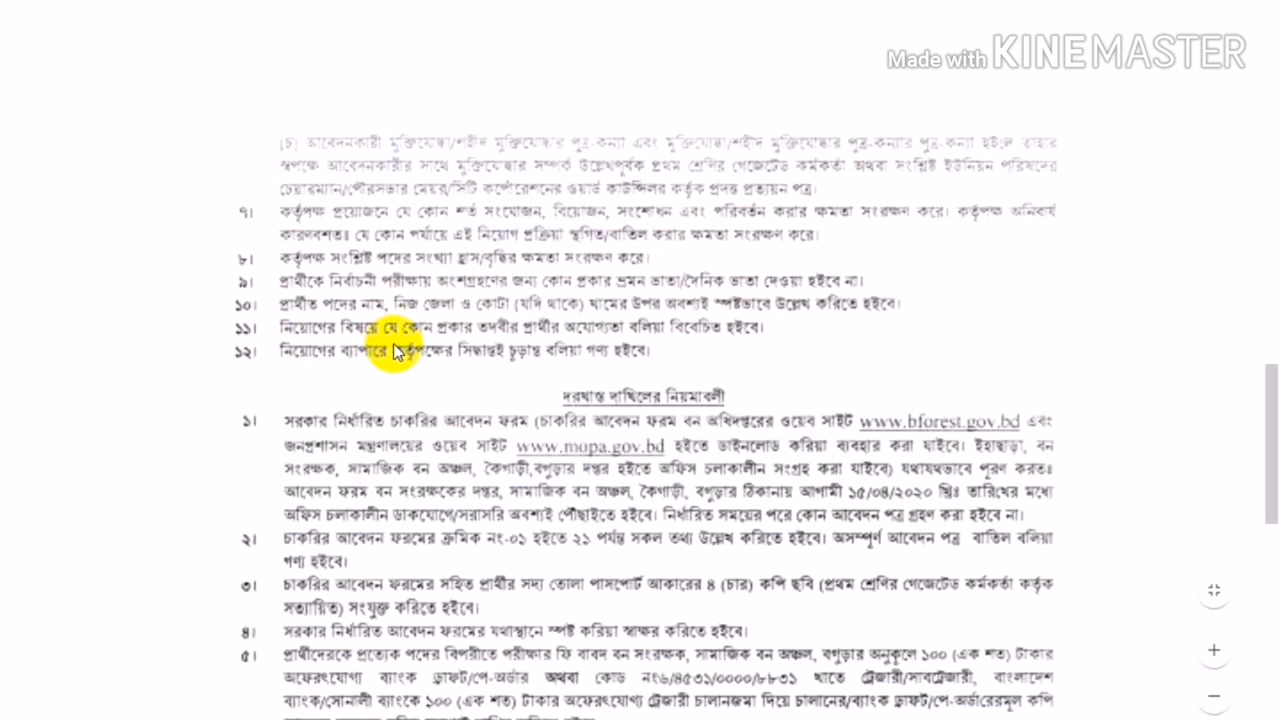 Made with KINEMASTER
(চ) আবেদনকারী মুক্তিযোদ্ধা/শহীদ মুক্তিযোদ্ধার পুত্র-কন্যা এবং মুক্তিযোদ্ধা/শহীদ মুক্তিযোদ্ধার পুত্র-কন্যার পুত্র-কন্যা হইলে তাহার
স্বপক্ষে আবেদনকারীর সাথে মুক্তিযোদ্ধার সম্পর্ক উল্লেখপূর্বক প্রথম শ্রেণির গেজেটেড কর্মকর্তা অথবা সংশ্লিষ্ট ইউনিয়ন পরিষদের
চেয়ারম্যান/পৌরসভার মেয়র/সিটি কর্পোরেশনের ওয়ার্ড কাউন্সিলর কর্তৃক প্রদত্ত প্রত্যয়ন পত্র।
৭। কর্তৃপক্ষ প্রয়োজনে যে কোন শর্ত সংযোজন, বিয়োজন, সংশোধন এবং পরিবর্তন করার ক্ষমতা সংরক্ষণ করে। কর্তৃপক্ষ অনিবার্য
কারণবশতঃ যে কোন পর্যায়ে এই নিয়োগ প্রক্রিয়া স্থগিত/বাতিল করার ক্ষমতা সংরক্ষণ করে।
৮। কর্তৃপক্ষ সংশ্লিষ্ট পদের সংখ্যা হ্রাস/বৃদ্ধির ক্ষমতা সংরক্ষণ করে।
৯। প্রার্থীকে নির্বাচনী পরীক্ষায় অংশগ্রহণের জন্য কোন প্রকার ভ্রমন ভাতা/দৈনিক ভাতা দেওয়া হইবে না।
১০। প্রার্থীত পদের নাম, নিজ জেলা ও কোটা (যদি থাকে) খামের উপর অবশ্যই স্পষ্টভাবে উল্লেখ করিতে হইবে।
১১। নিয়োগের বিষয়ে যে কোন প্রকার তদবীর প্রার্থীর অযোগ্যতা বলিয়া বিবেচিত হইবে।
১২। নিয়োগের ব্যাপারে কর্তৃপক্ষের সিদ্ধান্তই চূড়ান্ত বলিয়া গণ্য হইবে।
দরখাস্ত দাখিলের নিয়মাবলী
১। সরকার নির্ধারিত চাকরির আবেদন ফরম (চাকরির আবেদন ফরম বন অধিদপ্তরের ওয়েব সাইট www.bforest.gov.bd এবং
জনপ্রশাসন মন্ত্রণালয়ের ওয়েব সাইট www.mopa.gov.bd হইতে ডাইনলোড করিয়া ব্যবহার করা যাইবে। ইহাছাড়া, বন
সংরক্ষক, সামাজিক বন অঞ্চল, কৈগাড়ী,বগুড়ার দপ্তর হইতে অফিস চলাকালীন সংগ্রহ করা যাইবে) যথাযথভাবে পূরণ করতঃ
আবেদন ফরম বন সংরক্ষকের দপ্তর, সামাজিক বন অঞ্চল, কৈগাড়ী, বগুড়ার ঠিকানায় আগামী ১৫/০৪/২০২০ খ্রিঃ তারিখের মধ্যে
অফিস চলাকালীন ডাকযোগে/সরাসরি অবশ্যই পৌঁছাইতে হইবে। নির্ধারিত সময়ের পরে কোন আবেদন পত্র গ্রহণ করা হইবে না।
২। চাকরির আবেদন ফরমের ক্রমিক নং-০১ হইতে ২১ পর্যন্ত সকল তথ্য উল্লেখ করিতে হইবে। অসম্পূর্ণ আবেদন পত্র বাতিল বলিয়া
গণ্য হইবে।
৩। চাকরির আবেদন ফরমের সহিত প্রার্থীর সদ্য তোলা পাসপোর্ট আকারের ৪ (চার) কপি ছবি (প্রথম শ্রেণির গেজেটেড কর্মকর্তা কর্তৃক
সত্যায়িত) সংযুক্ত করিতে হইবে।
৪। সরকার নির্ধারিত আবেদন ফরমের যথাস্থানে স্পষ্ট করিয়া স্বাক্ষর করিতে হইবে।
৫। প্রার্থীদেরকে প্রত্যেক পদের বিপরীতে পরীক্ষার ফি বাবদ বন সংরক্ষক, সামাজিক বন অঞ্চল, বগুড়ার অনুকূলে ১০০ (এক শত) টাকার
অফেরৎযোগ্য ব্যাংক ড্রাফট/পে-অর্ডার অথবা কোড নং৬/৪৫৩১/০০০০/৮৮৩১ খাতে ট্রেজারী/সাবট্রেজারী, বাংলাদেশ
ব্যাংক/সোনালী ব্যাংকে ১০০ (এক শত) টাকার অফেরৎযোগ্য ট্রেজারী চালানজমা দিয়ে চালানের/ব্যাংক ড্রাফট/পে-অর্ডারেরমূল কপি